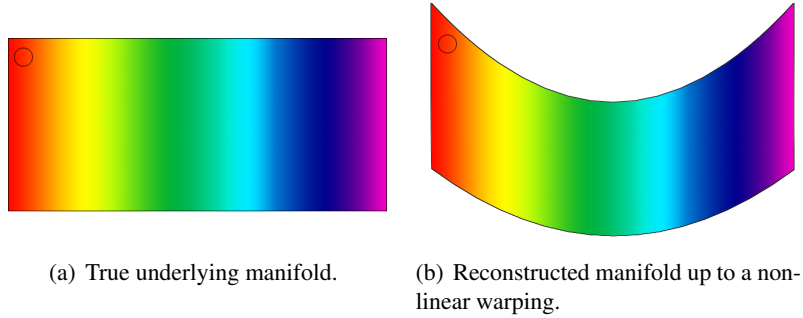 (a) True underlying manifold.
(b) Reconstructed manifold up to a non-
linear warping.